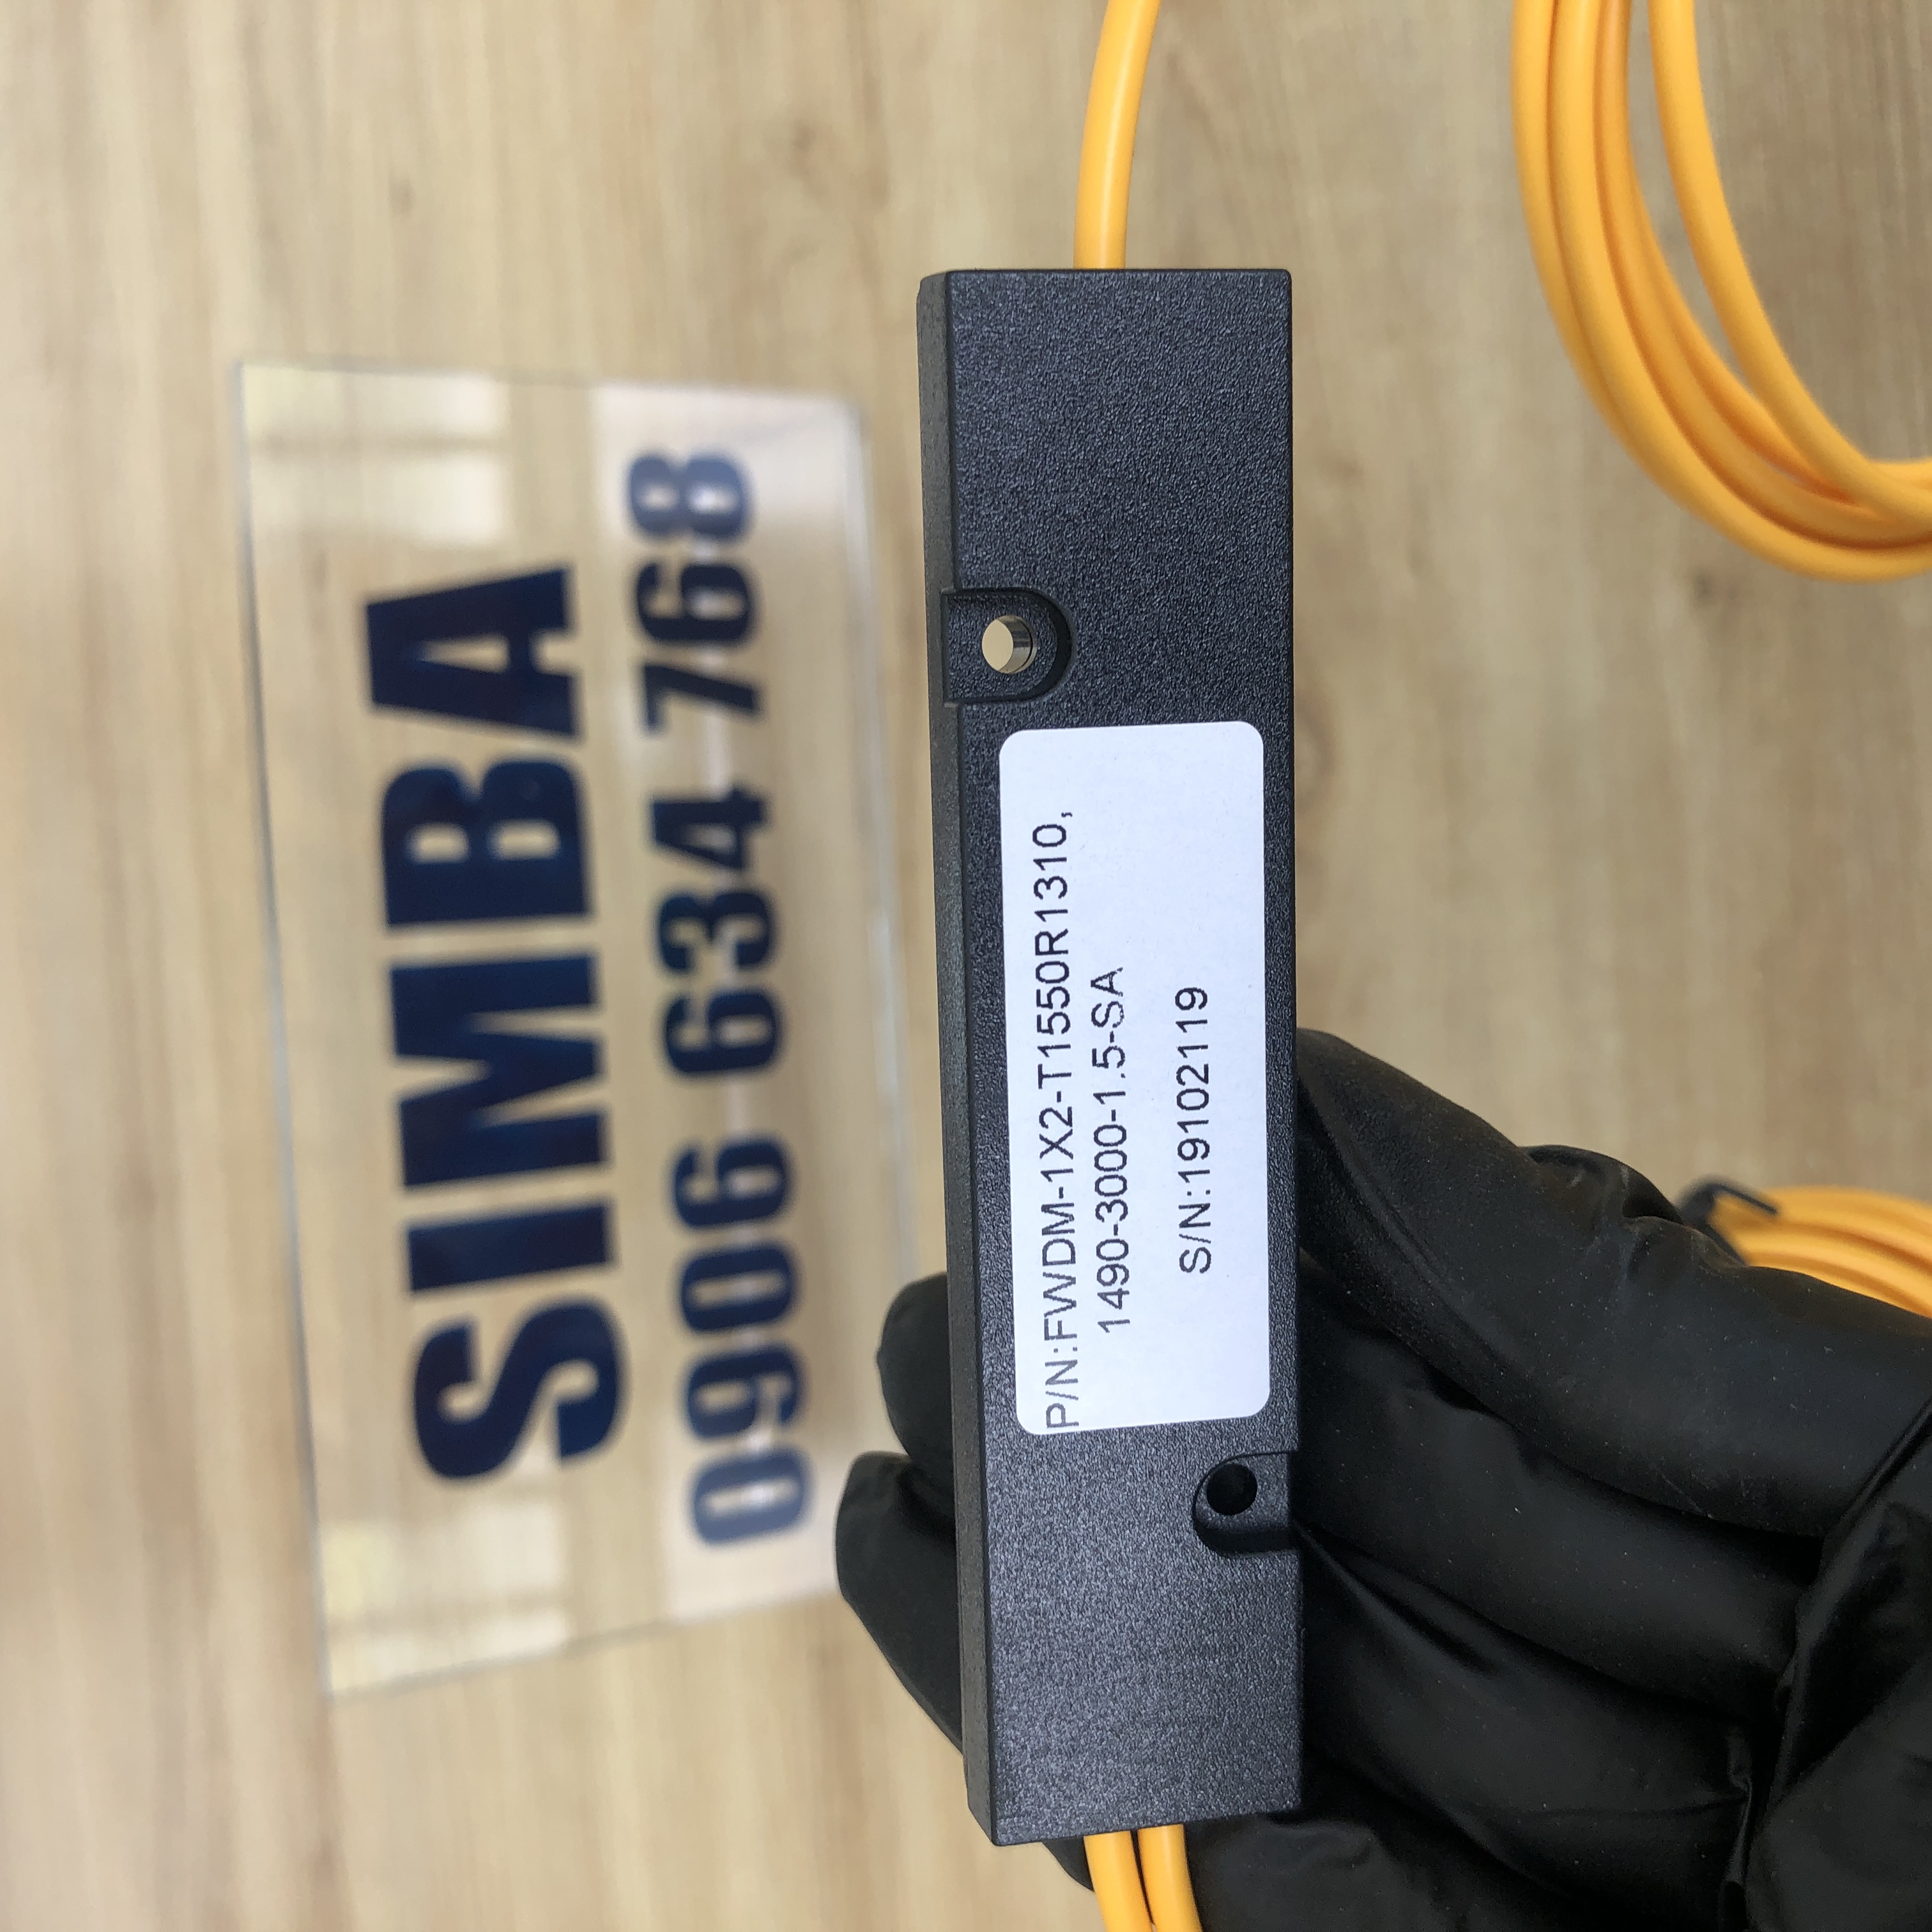 SIMBA
0906 634 768
P/N:FWDM-1X2-T1550R1310,
1490-3000-1.5-SA
S/N:19102119